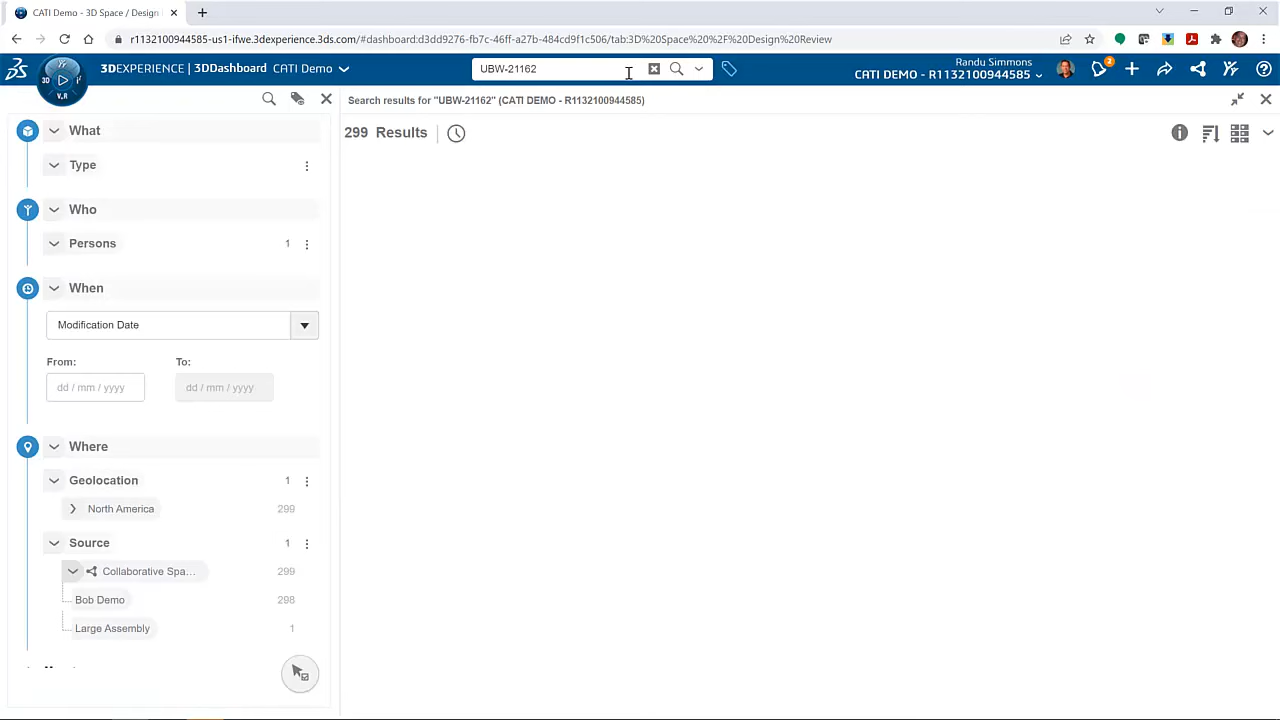 CATI Demo - 3D Space / Design
r1132100944585-us1-ifwe.3dexperience.3ds.com/#dashboard:d3dd9276-fb7c-46ff-a27b-484cd9f1c506/tab:3D%20Space%20%2F%20Design%20Review
3DEXPERIENCE | 3DDashboard CATI Demo
UBW-21162
Randu Simmons
CATI DEMO - R1132100944585
2
3D
V,R
Search results for "UBW-21162" (CATI DEMO - R1132100944585)
299 Results
What
Type
Who
Persons 1
When
Modification Date
From: To:
dd / mm / yyyy dd / mm / yyyy
Where
Geolocation 1
North America 299
Source 1
Collaborative Spa... 299
Bob Demo 298
Large Assembly 1